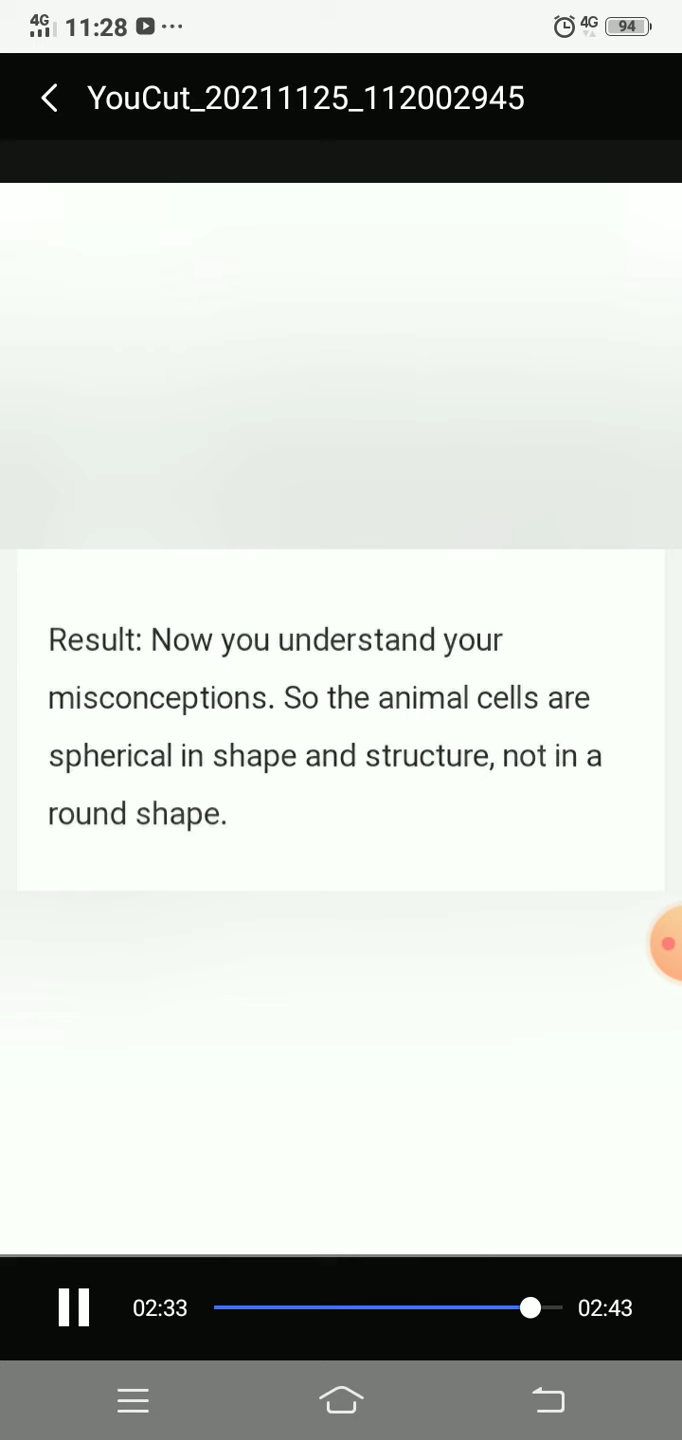 4G 11:28 ··· 4G 94
YouCut_20211125_112002945
Result: Now you understand your
misconceptions. So the animal cells are
spherical in shape and structure, not in a
round shape.
02:33 02:43